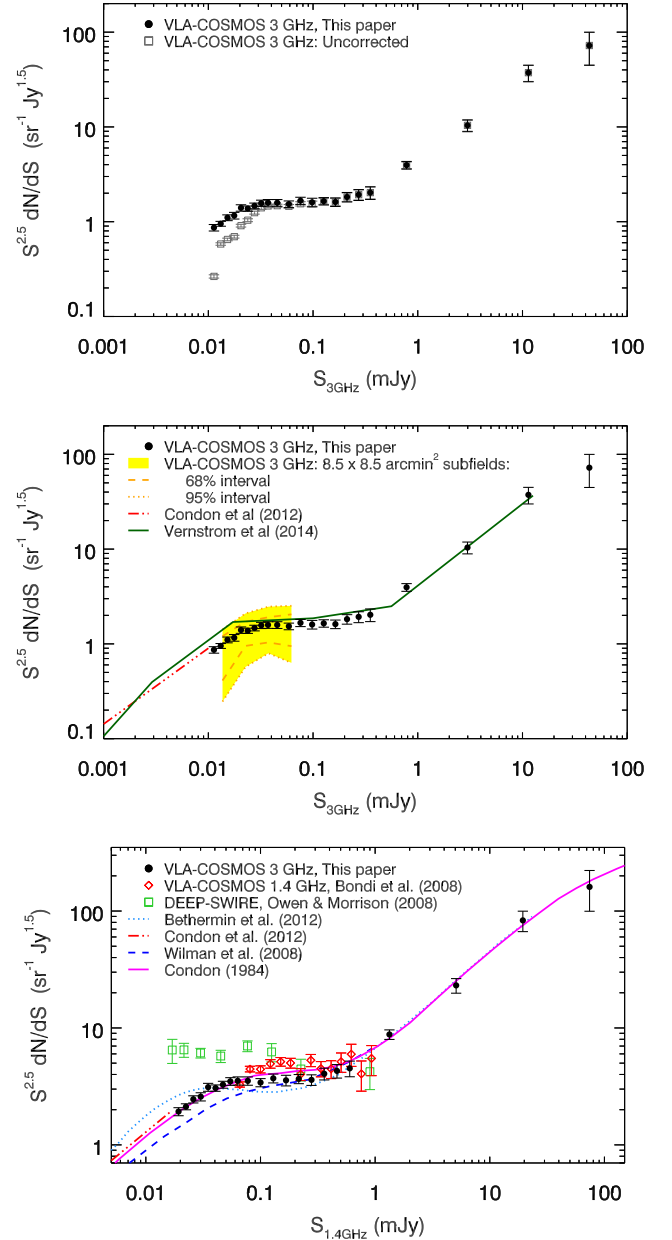 VLA-COSMOS 3 GHz, This paper
VLA-COSMOS 3 GHz: Uncorrected
100
10
1
0.1
S^2.5 dN/dS (sr^-1 Jy^1.5)
0.001 0.01 0.1 1 10 100
S_3GHz (mJy)
VLA-COSMOS 3 GHz, This paper
VLA-COSMOS 3 GHz: 8.5 x 8.5 arcmin^2 subfields:
68% interval
95% interval
Condon et al (2012)
Vernstrom et al (2014)
100
10
1
0.1
S^2.5 dN/dS (sr^-1 Jy^1.5)
0.001 0.01 0.1 1 10 100
S_3GHz (mJy)
VLA-COSMOS 3 GHz, This paper
VLA-COSMOS 1.4 GHz, Bondi et al. (2008)
DEEP-SWIRE, Owen & Morrison (2008)
Bethermin et al. (2012)
Condon et al. (2012)
Wilman et al. (2008)
Condon (1984)
100
10
1
S^2.5 dN/dS (sr^-1 Jy^1.5)
0.01 0.1 1 10 100
S_1.4GHz (mJy)